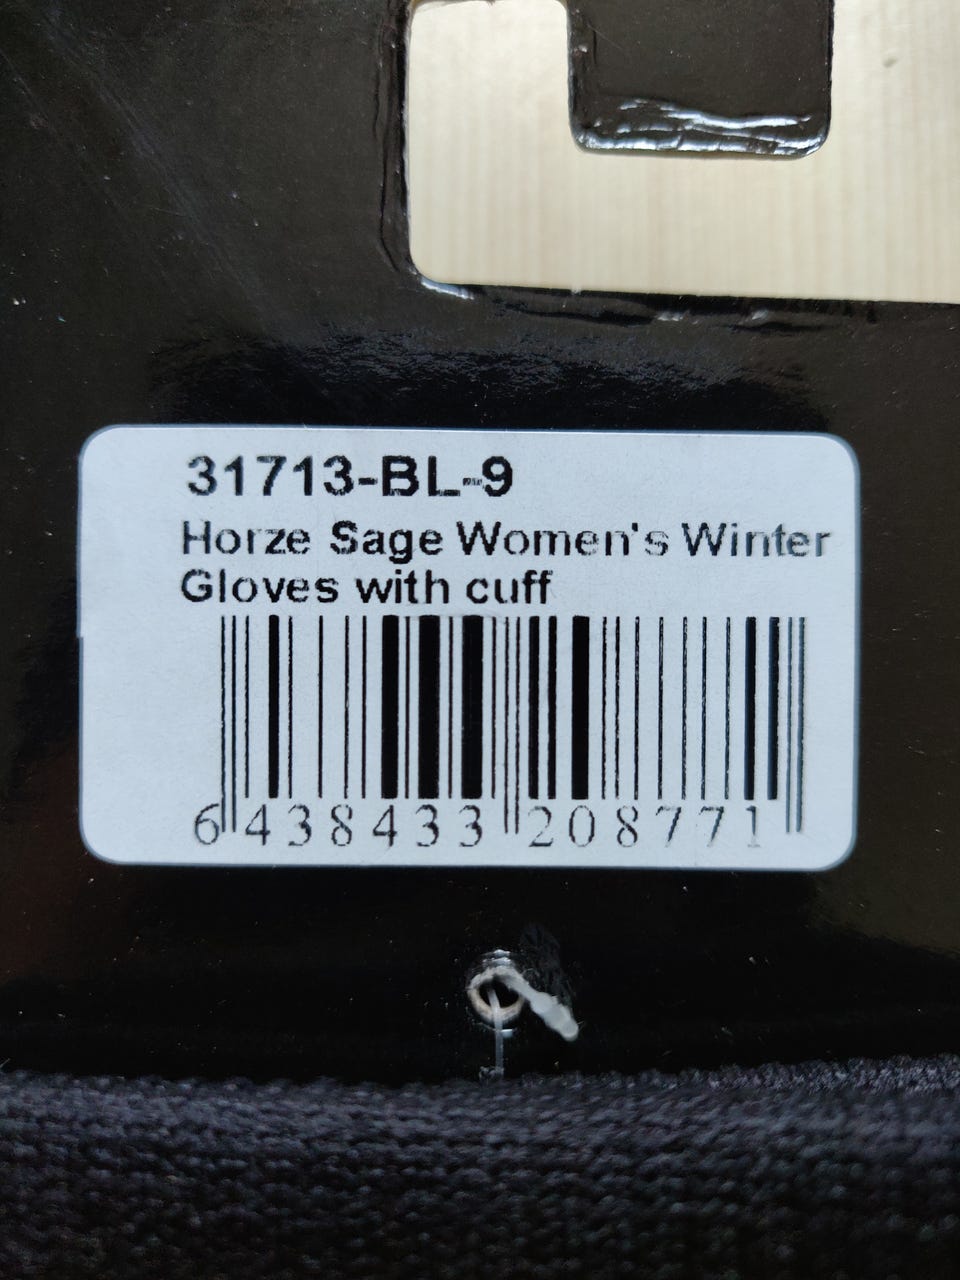 31713-BL-9
Horze Sage Women's Winter
Gloves with cuff
6 438433 208771